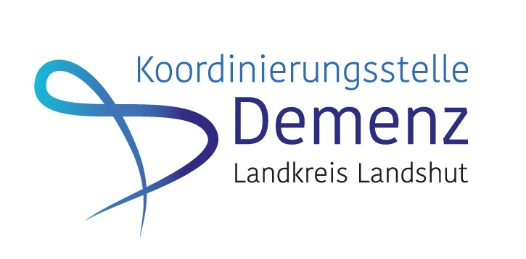 Koordinierungsstelle
Demenz
Landkreis Landshut